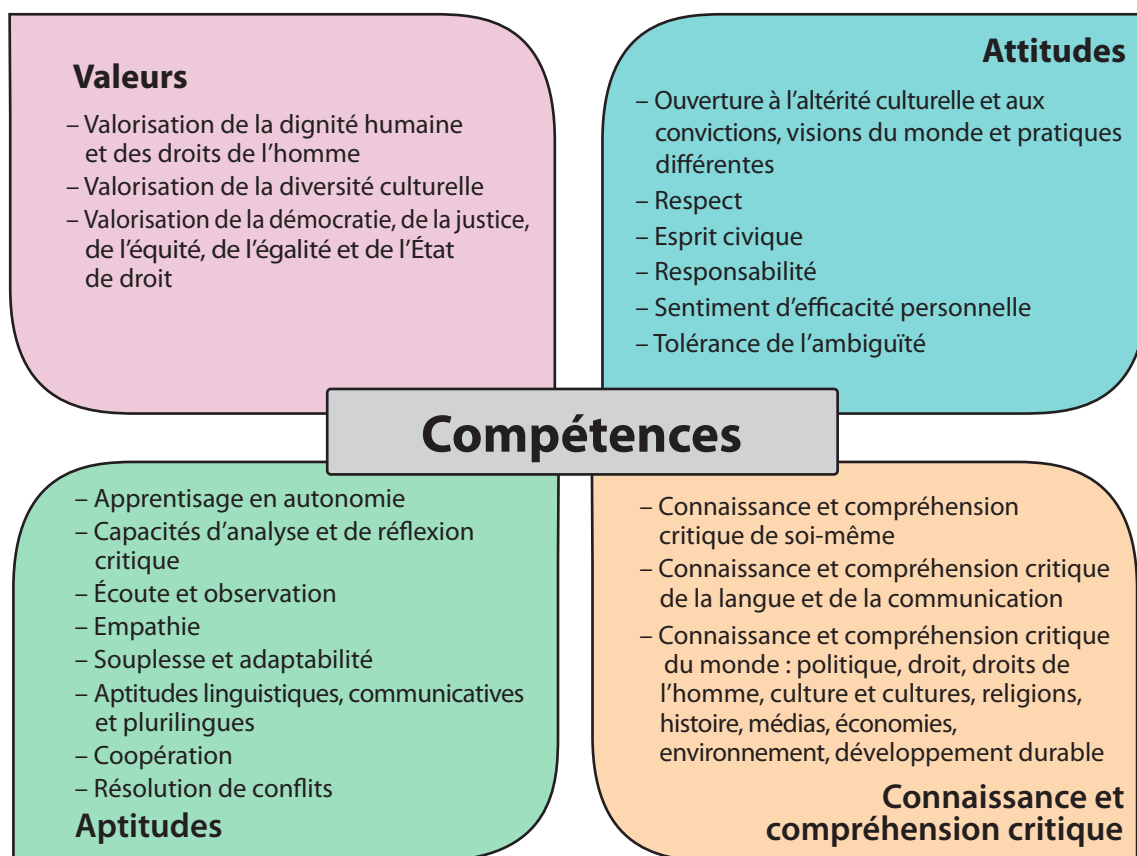 Valeurs
– Valorisation de la dignité humaine
et des droits de l'homme
– Valorisation de la diversité culturelle
– Valorisation de la démocratie, de la justice,
de l'équité, de l'égalité et de l'État
de droit
Attitudes
– Ouverture à l'altérité culturelle et aux
convictions, visions du monde et pratiques
différentes
– Respect
– Esprit civique
– Responsabilité
– Sentiment d'efficacité personnelle
– Tolérance de l'ambiguïté
Compétences
– Apprentisage en autonomie
– Capacités d'analyse et de réflexion
critique
– Écoute et observation
– Empathie
– Souplesse et adaptabilité
– Aptitudes linguistiques, communicatives
et plurilingues
– Coopération
– Résolution de conflits
Aptitudes
– Connaissance et compréhension
critique de soi-même
– Connaissance et compréhension critique
de la langue et de la communication
– Connaissance et compréhension critique
du monde : politique, droit, droits de
l'homme, culture et cultures, religions,
histoire, médias, économies,
environnement, développement durable
Connaissance et
compréhension critique